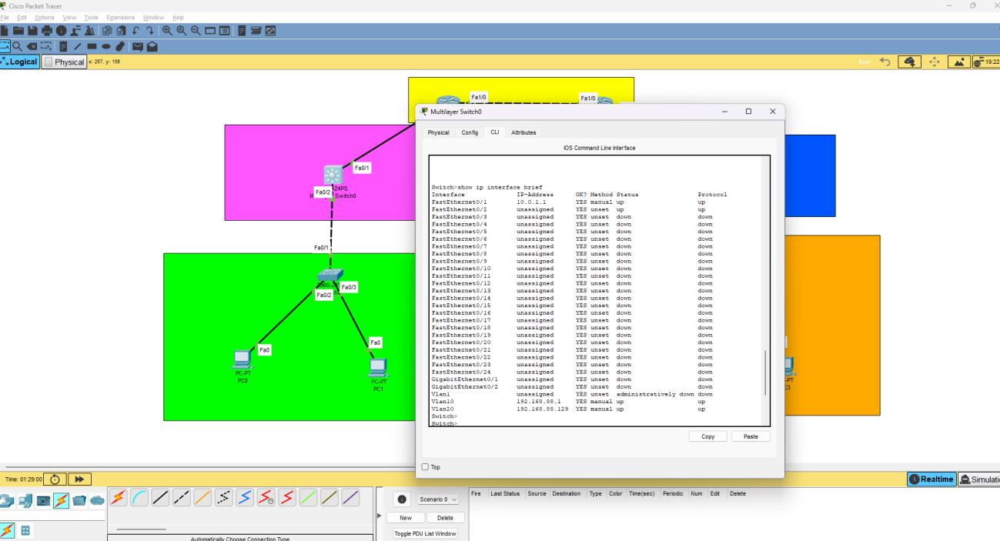 Cisco Packet Tracer
File Edit Options View Tools Extensions Window Help
Logical Physical x: 257, y: 156 Root 19:22
Fa1/0 Fa1/0
Fa0/1
Fa0/2 -24PS
Switch0
Fa0/1
Fa0/3
Fa0/2
Fa0 Fa0
PC-PT
PC0
PC-PT
PC1
Multilayer Switch0
Physical Config CLI Attributes
IOS Command Line Interface
Switch>show ip interface brief
Interface IP-Address OK? Method Status Protocol
FastEthernet0/1 10.0.1.1 YES manual up up
FastEthernet0/2 unassigned YES unset up up
FastEthernet0/3 unassigned YES unset down down
FastEthernet0/4 unassigned YES unset down down
FastEthernet0/5 unassigned YES unset down down
FastEthernet0/6 unassigned YES unset down down
FastEthernet0/7 unassigned YES unset down down
FastEthernet0/8 unassigned YES unset down down
FastEthernet0/9 unassigned YES unset down down
FastEthernet0/10 unassigned YES unset down down
FastEthernet0/11 unassigned YES unset down down
FastEthernet0/12 unassigned YES unset down down
FastEthernet0/13 unassigned YES unset down down
FastEthernet0/14 unassigned YES unset down down
FastEthernet0/15 unassigned YES unset down down
FastEthernet0/16 unassigned YES unset down down
FastEthernet0/17 unassigned YES unset down down
FastEthernet0/18 unassigned YES unset down down
FastEthernet0/19 unassigned YES unset down down
FastEthernet0/20 unassigned YES unset down down
FastEthernet0/21 unassigned YES unset down down
FastEthernet0/22 unassigned YES unset down down
FastEthernet0/23 unassigned YES unset down down
FastEthernet0/24 unassigned YES unset down down
GigabitEthernet0/1 unassigned YES unset down down
GigabitEthernet0/2 unassigned YES unset down down
Vlan1 unassigned YES unset administratively down down
Vlan10 192.168.88.1 YES manual up up
Vlan20 192.168.88.129 YES manual up up
Switch>
Switch>
Copy Paste
Top
Time: 01:29:00 Realtime Simulati
Scenario 0
New Delete
Toggle PDU List Window
Fire Last Status Source Destination Type Color Time(sec) Periodic Num Edit Delete
Automatically Choose Connection Type